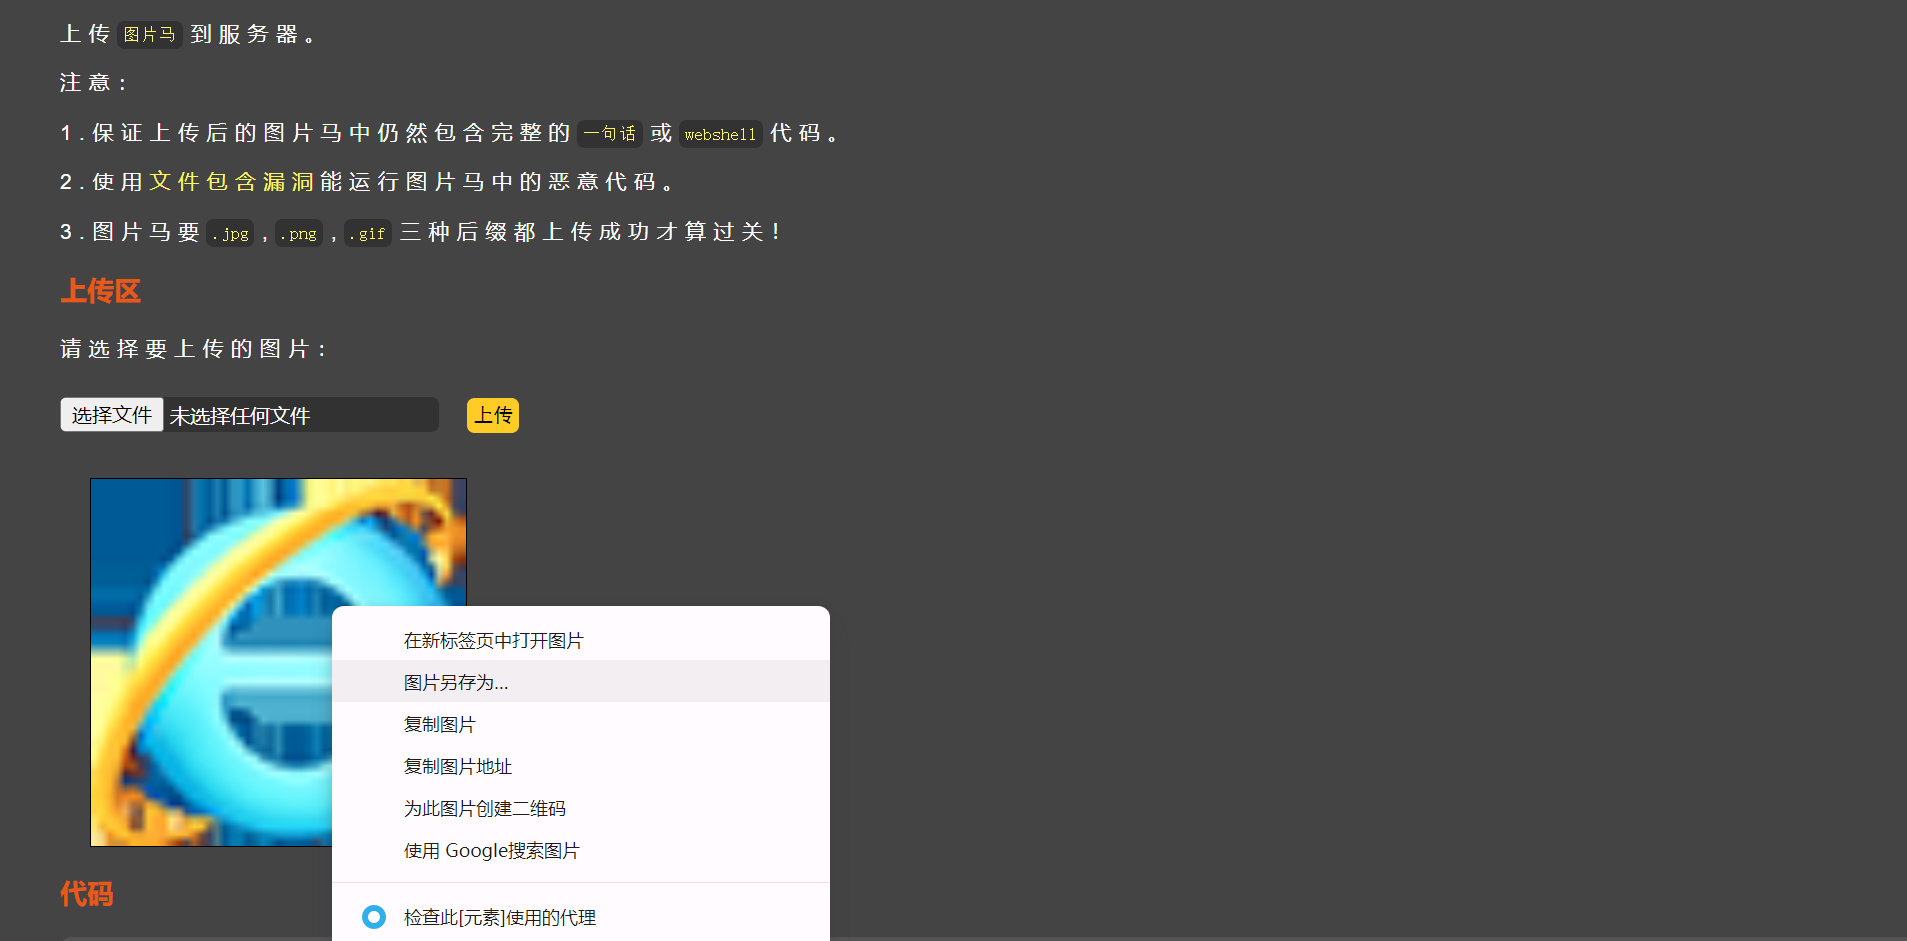 上传 图片马 到服务器。
注意：
1.保证上传后的图片马中仍然包含完整的 一句话 或 webshell 代码。
2.使用文件包含漏洞能运行图片马中的恶意代码。
3.图片马要 .jpg , .png , .gif 三种后缀都上传成功才算过关！
上传区
请选择要上传的图片：
选择文件 未选择任何文件 上传
在新标签页中打开图片
图片另存为...
复制图片
复制图片地址
为此图片创建二维码
使用 Google搜索图片
代码
检查此[元素]使用的代理